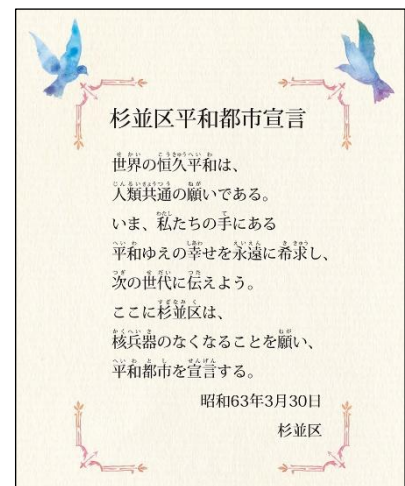 杉並区平和都市宣言
世界の恒久平和は、
人類共通の願いである。
いま、私たちの手にある
平和ゆえの幸せを永遠に希求し、
次の世代に伝えよう。
ここに杉並区は、
核兵器のなくなることを願い、
平和都市を宣言する。
昭和63年3月30日
杉並区